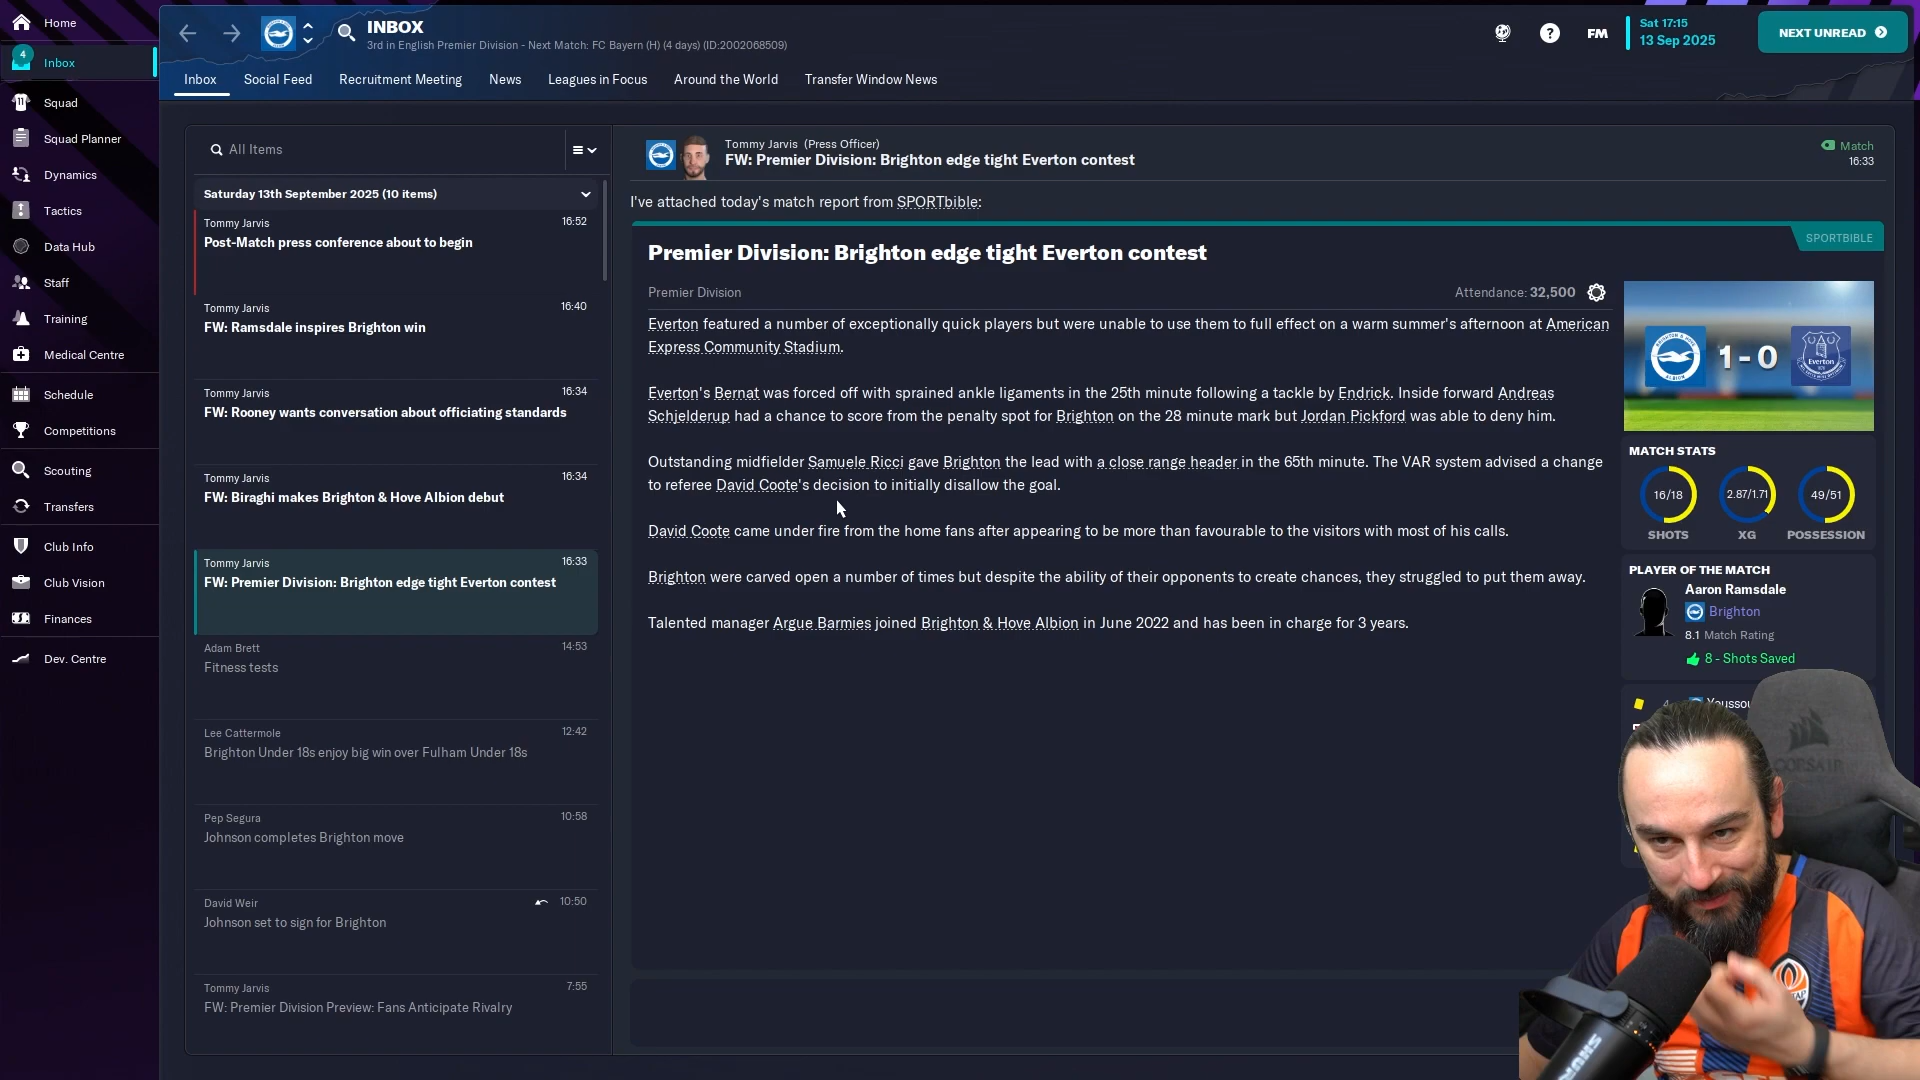 Home
4
Inbox
Squad
Squad Planner
Dynamics
Tactics
Data Hub
Staff
Training
Medical Centre
Schedule
Competitions
Scouting
Transfers
Club Info
Club Vision
Finances
Dev. Centre
INBOX
3rd in English Premier Division - Next Match: FC Bayern (H) (4 days) (ID:2002068509)
?
FM
Sat 17:15
13 Sep 2025
NEXT UNREAD
Inbox
Social Feed
Recruitment Meeting
News
Leagues in Focus
Around the World
Transfer Window News
All Items
Saturday 13th September 2025 (10 items)
Tommy Jarvis 16:52
Post-Match press conference about to begin
Tommy Jarvis 16:40
FW: Ramsdale inspires Brighton win
Tommy Jarvis 16:34
FW: Rooney wants conversation about officiating standards
Tommy Jarvis 16:34
FW: Biraghi makes Brighton & Hove Albion debut
Tommy Jarvis 16:33
FW: Premier Division: Brighton edge tight Everton contest
Adam Brett 14:53
Fitness tests
Lee Cattermole 12:42
Brighton Under 18s enjoy big win over Fulham Under 18s
Pep Segura 10:58
Johnson completes Brighton move
David Weir 10:50
Johnson set to sign for Brighton
Tommy Jarvis 7:55
FW: Premier Division Preview: Fans Anticipate Rivalry
Tommy Jarvis (Press Officer)
FW: Premier Division: Brighton edge tight Everton contest
Match
16:33
I've attached today's match report from SPORTbible:
SPORTBIBLE
Premier Division: Brighton edge tight Everton contest
Premier Division
Attendance: 32,500
Everton featured a number of exceptionally quick players but were unable to use them to full effect on a warm summer's afternoon at American
Express Community Stadium.
Everton's Bernat was forced off with sprained ankle ligaments in the 25th minute following a tackle by Endrick. Inside forward Andreas
Schjelderup had a chance to score from the penalty spot for Brighton on the 28 minute mark but Jordan Pickford was able to deny him.
Outstanding midfielder Samuele Ricci gave Brighton the lead with a close range header in the 65th minute. The VAR system advised a change
to referee David Coote's decision to initially disallow the goal.
David Coote came under fire from the home fans after appearing to be more than favourable to the visitors with most of his calls.
Brighton were carved open a number of times but despite the ability of their opponents to create chances, they struggled to put them away.
Talented manager Argue Barmies joined Brighton & Hove Albion in June 2022 and has been in charge for 3 years.
1 - 0
Everton
MATCH STATS
16/18
2.87/1.71
49/51
SHOTS
XG
POSSESSION
PLAYER OF THE MATCH
Aaron Ramsdale
Brighton
8.1 Match Rating
8 - Shots Saved
CORSAIR
SHURE